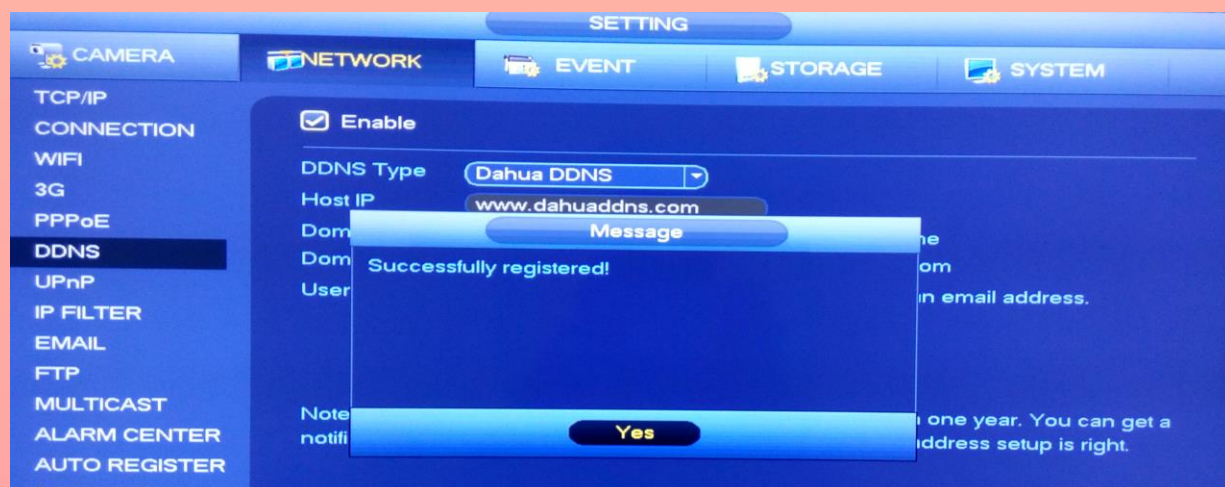 SETTING
CAMERA NETWORK EVENT STORAGE SYSTEM
TCP/IP
CONNECTION
WIFI
3G
PPPoE
DDNS
UPnP
IP FILTER
EMAIL
FTP
MULTICAST
ALARM CENTER
AUTO REGISTER
Enable
DDNS Type Dahua DDNS
Host IP www.dahuaddns.com
Dom
Dom om
User n email address.
Message
Successfully registered!
Yes
Note one year. You can get a
notifi address setup is right.